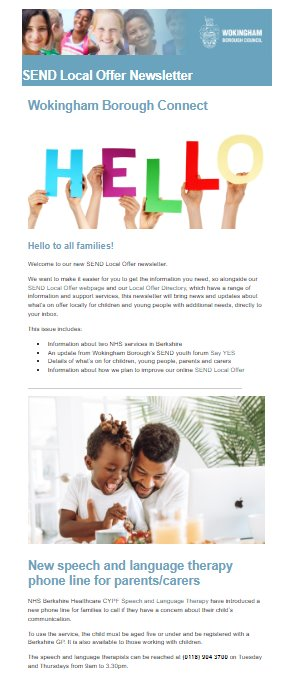 WOKINGHAM
BOROUGH COUNCIL
SEND Local Offer Newsletter
Wokingham Borough Connect
HELLO
Hello to all families!
Welcome to our new SEND Local Offer newsletter.
We want to make it easier for you to get the information you need, so alongside our
SEND Local Offer webpage and our Local Offer Directory, which have a range of
information and support services, this newsletter will bring news and updates about
what's on offer locally for children and young people with additional needs, directly to
your inbox.
This issue includes:
• Information about two NHS services in Berkshire
• An update from Wokingham Borough's SEND youth forum Say YES
• Details of what's on for children, young people, parents and carers
• Information about how we plan to improve our online SEND Local Offer
New speech and language therapy
phone line for parents/carers
NHS Berkshire Healthcare CYPF Speech and Language Therapy have introduced a
new phone line for families to call if they have a concern about their child's
communication.
To use the service, the child must be aged five or under and be registered with a
Berkshire GP. It is also available to those working with children.
The speech and language therapists can be reached at (0118) 904 3700 on Tuesday
and Thursdays from 9am to 3.30pm.